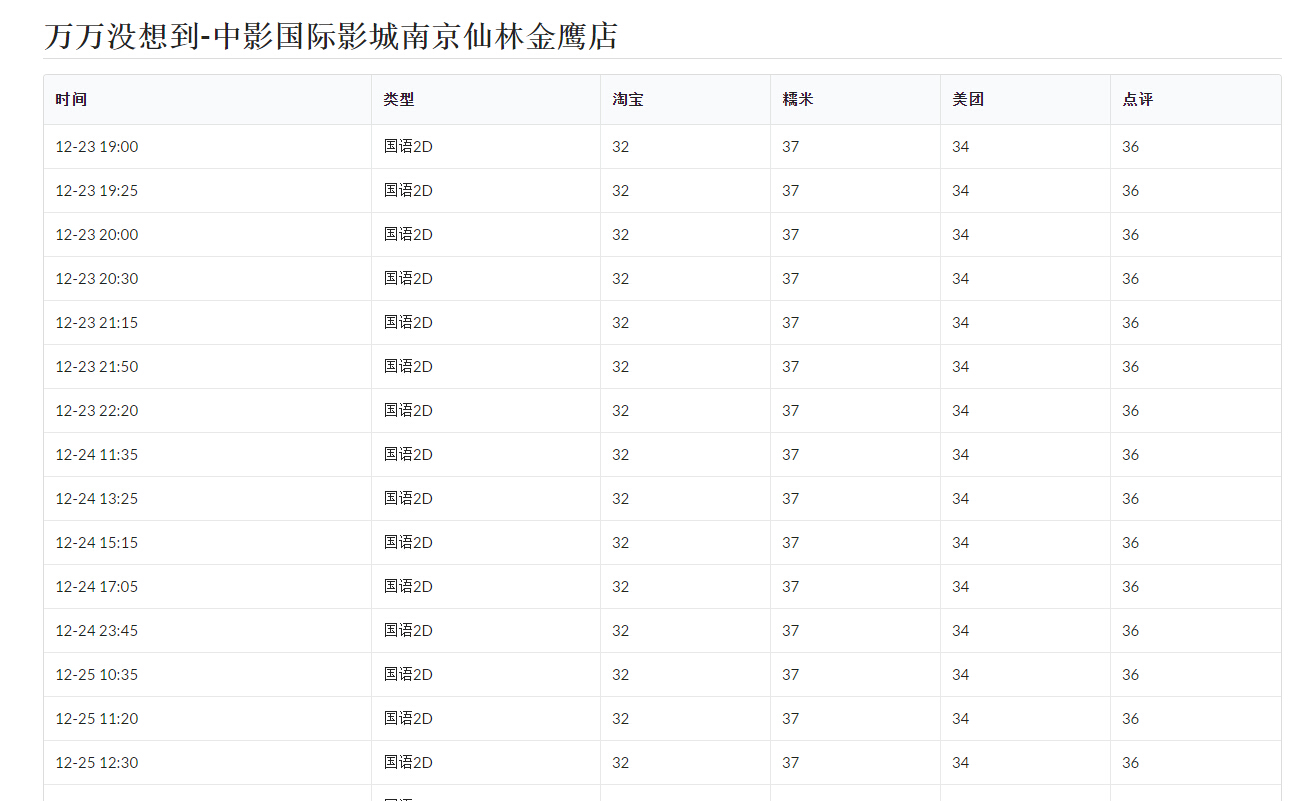 万万没想到-中影国际影城南京仙林金鹰店
时间 类型 淘宝 糯米 美团 点评
12-23 19:00 国语2D 32 37 34 36
12-23 19:25 国语2D 32 37 34 36
12-23 20:00 国语2D 32 37 34 36
12-23 20:30 国语2D 32 37 34 36
12-23 21:15 国语2D 32 37 34 36
12-23 21:50 国语2D 32 37 34 36
12-23 22:20 国语2D 32 37 34 36
12-24 11:35 国语2D 32 37 34 36
12-24 13:25 国语2D 32 37 34 36
12-24 15:15 国语2D 32 37 34 36
12-24 17:05 国语2D 32 37 34 36
12-24 23:45 国语2D 32 37 34 36
12-25 10:35 国语2D 32 37 34 36
12-25 11:20 国语2D 32 37 34 36
12-25 12:30 国语2D 32 37 34 36